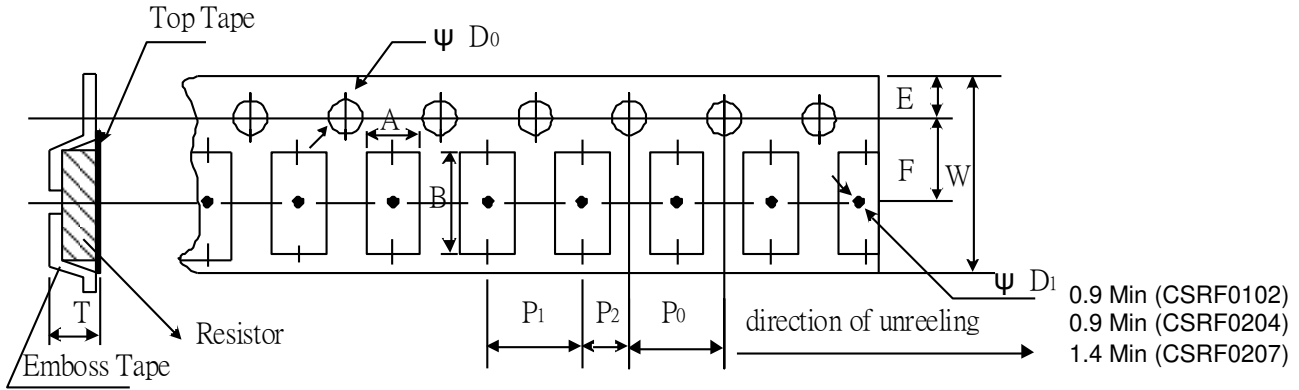 Top Tape
ψ D₀
E
A
F
W
B
ψ D₁
0.9 Min (CSRF0102)
T
P₁
P₂
P₀
direction of unreeling
0.9 Min (CSRF0204)
Resistor
1.4 Min (CSRF0207)
Emboss Tape